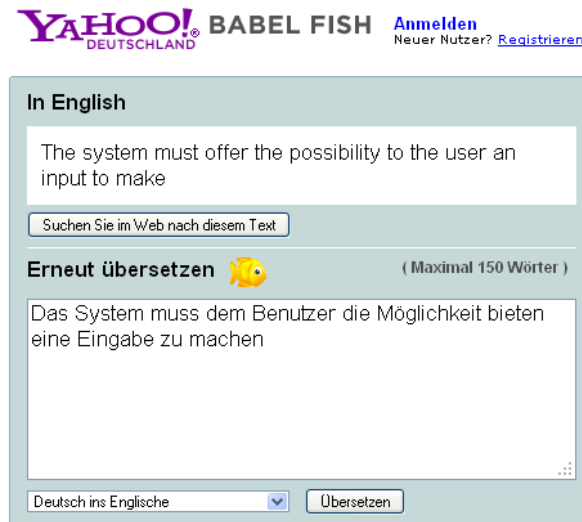 YAHOO!® BABEL FISH Anmelden
DEUTSCHLAND Neuer Nutzer? Registrieren
In English
The system must offer the possibility to the user an
input to make
Suchen Sie im Web nach diesem Text
Erneut übersetzen ( Maximal 150 Wörter )
Das System muss dem Benutzer die Möglichkeit bieten
eine Eingabe zu machen
Deutsch ins Englische Übersetzen